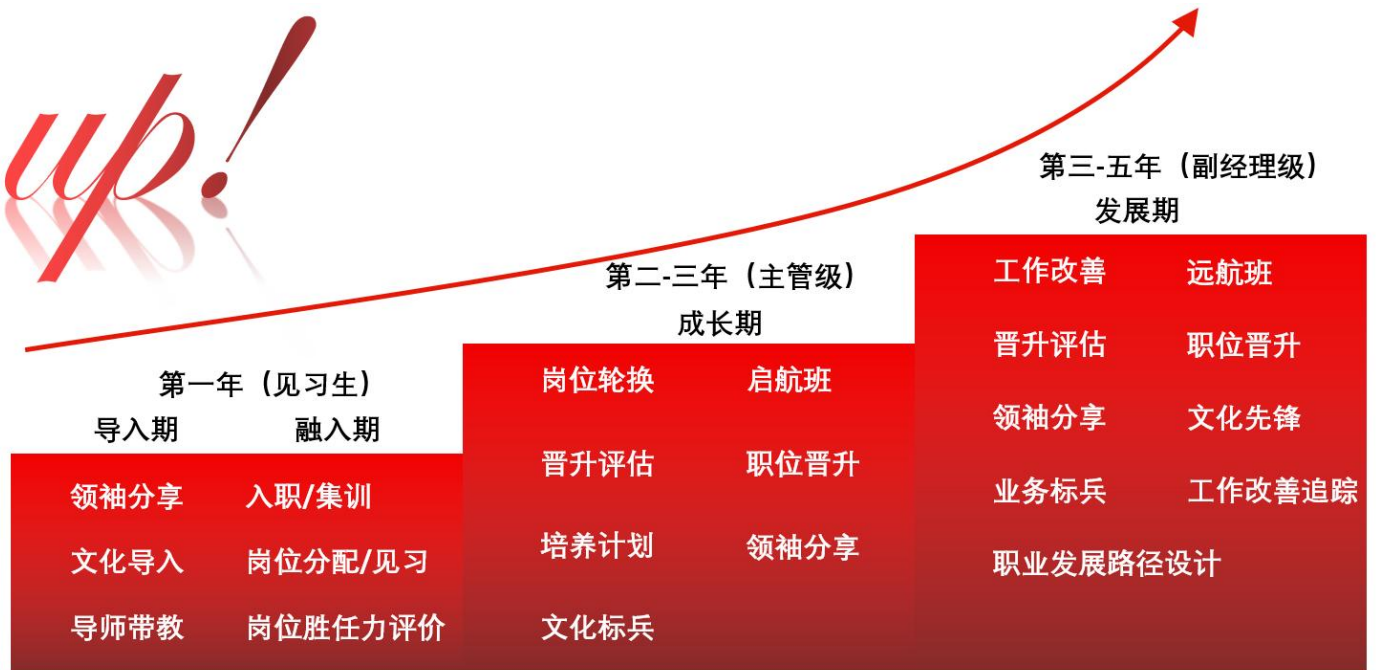 up!
第三-五年（副经理级）
发展期
工作改善 远航班
晋升评估 职位晋升
领袖分享 文化先锋
业务标兵 工作改善追踪
职业发展路径设计
第二-三年（主管级）
成长期
岗位轮换 启航班
晋升评估 职位晋升
培养计划 领袖分享
文化标兵
第一年（见习生）
导入期 融入期
领袖分享 入职/集训
文化导入 岗位分配/见习
导师带教 岗位胜任力评价